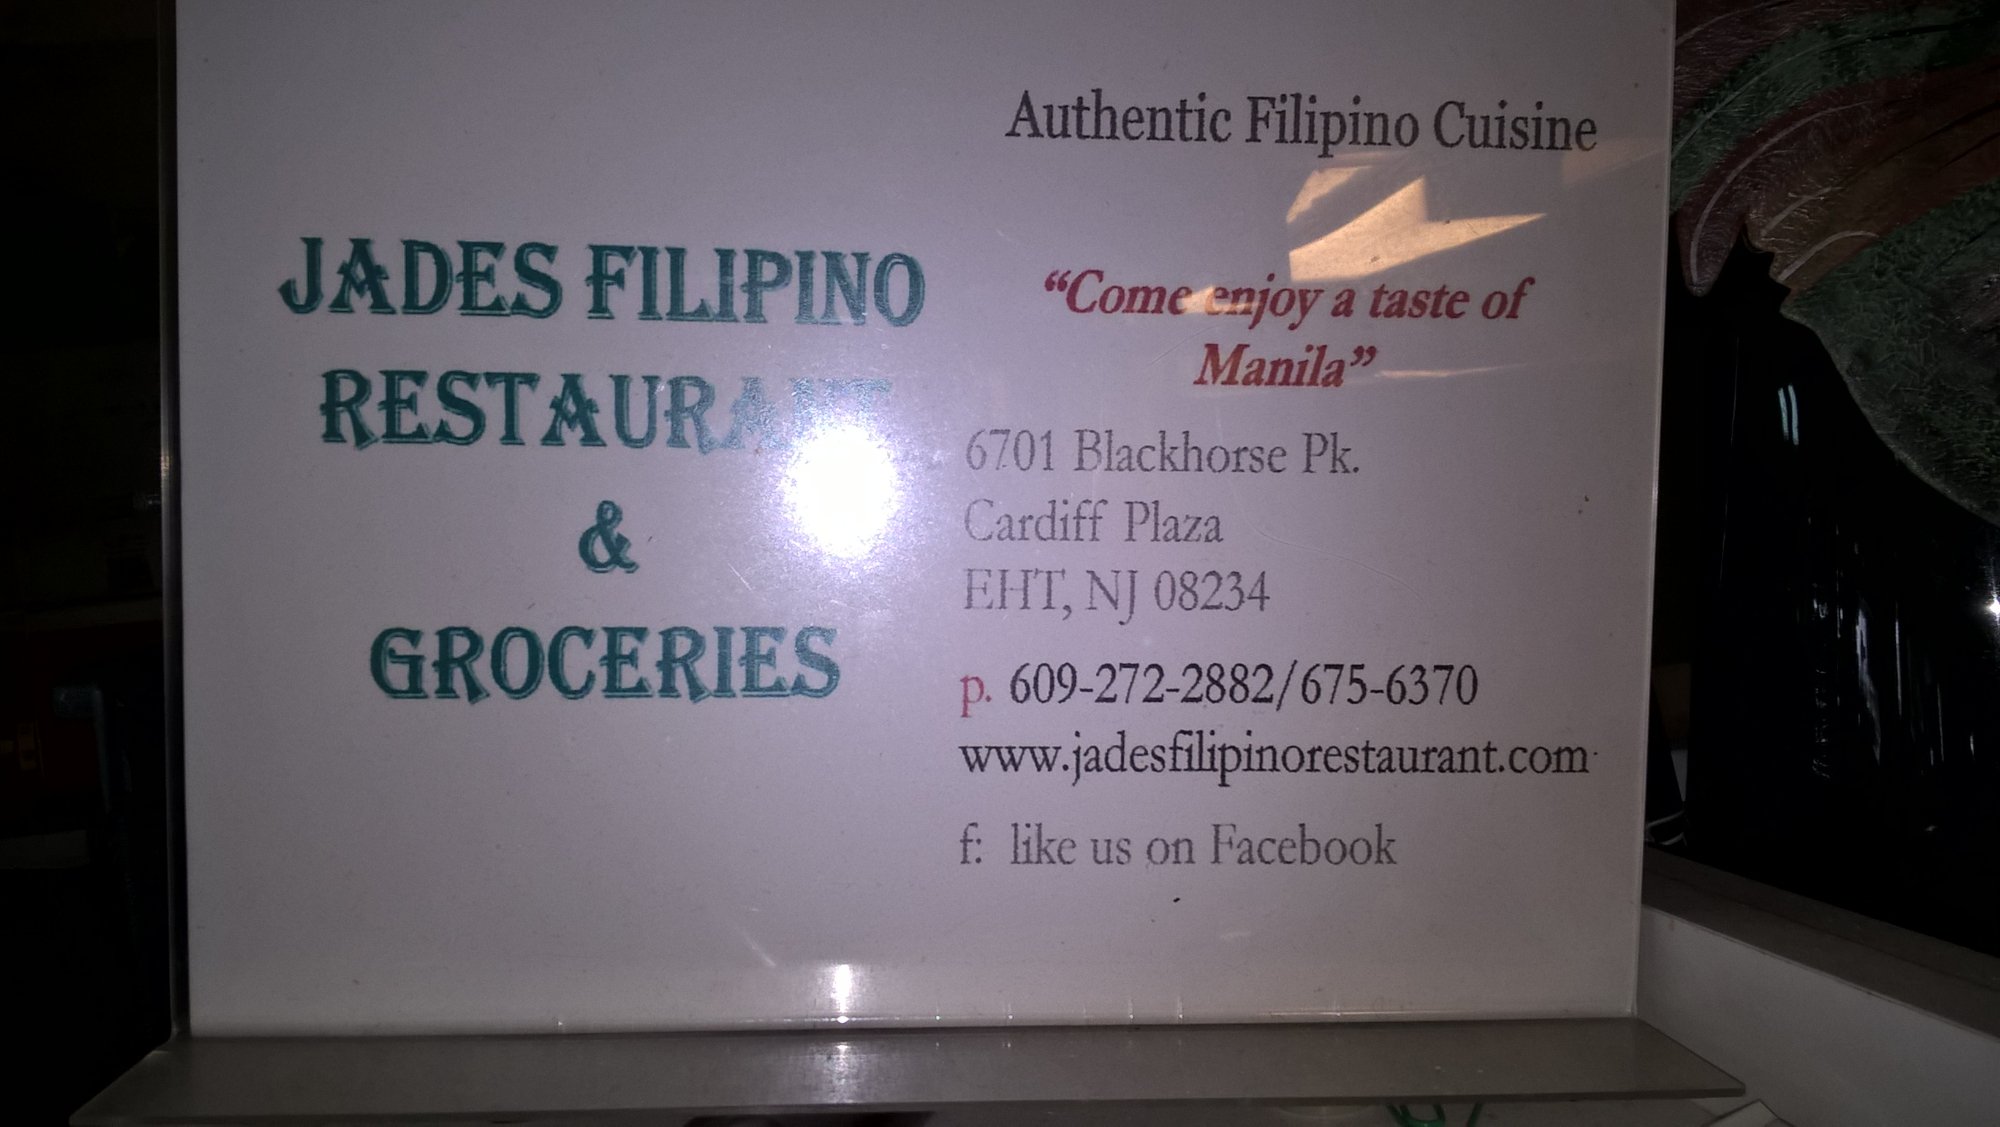 JADES FILIPINO
RESTAURANT
&
GROCERIES
Authentic Filipino Cuisine
“Come enjoy a taste of
Manila”
6701 Blackhorse Pk.
Cardiff Plaza
EHT, NJ 08234
p. 609-272-2882/675-6370
www.jadesfilipinorestaurant.com
f: like us on Facebook